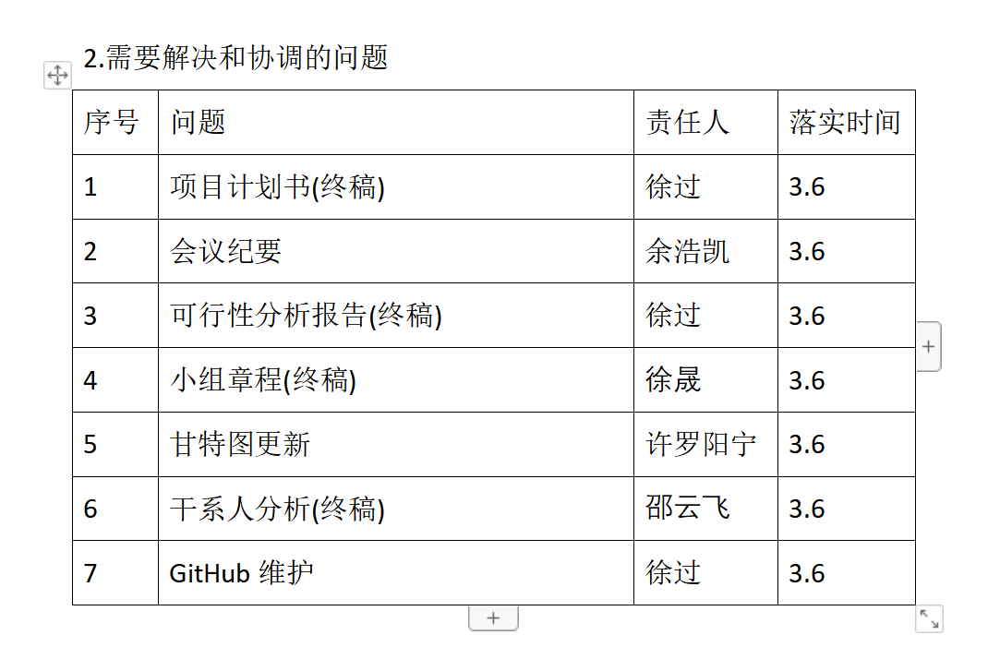 2.需要解决和协调的问题
序号 问题 责任人 落实时间
1 项目计划书(终稿) 徐过 3.6
2 会议纪要 余浩凯 3.6
3 可行性分析报告(终稿) 徐过 3.6
4 小组章程(终稿) 徐晟 3.6
5 甘特图更新 许罗阳宁 3.6
6 干系人分析(终稿) 邵云飞 3.6
7 GitHub 维护 徐过 3.6